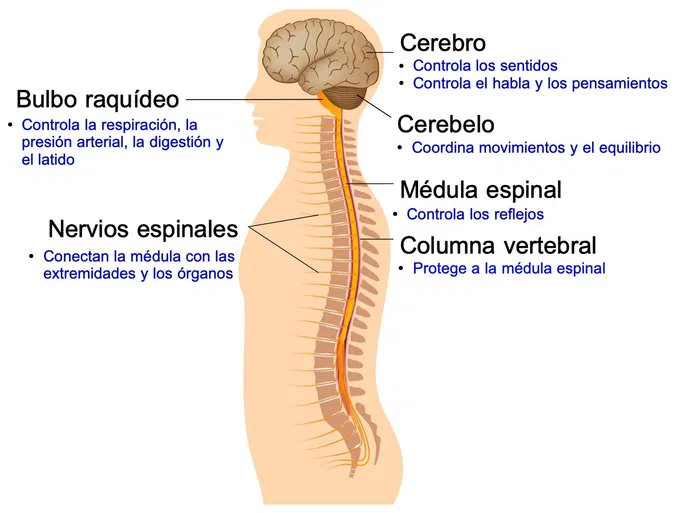 Cerebro
• Controla los sentidos
• Controla el habla y los pensamientos
Bulbo raquídeo
• Controla la respiración, la
presión arterial, la digestión y
el latido
Cerebelo
• Coordina movimientos y el equilibrio
Médula espinal
• Controla los reflejos
Nervios espinales
• Conectan la médula con las
extremidades y los órganos
Columna vertebral
• Protege a la médula espinal